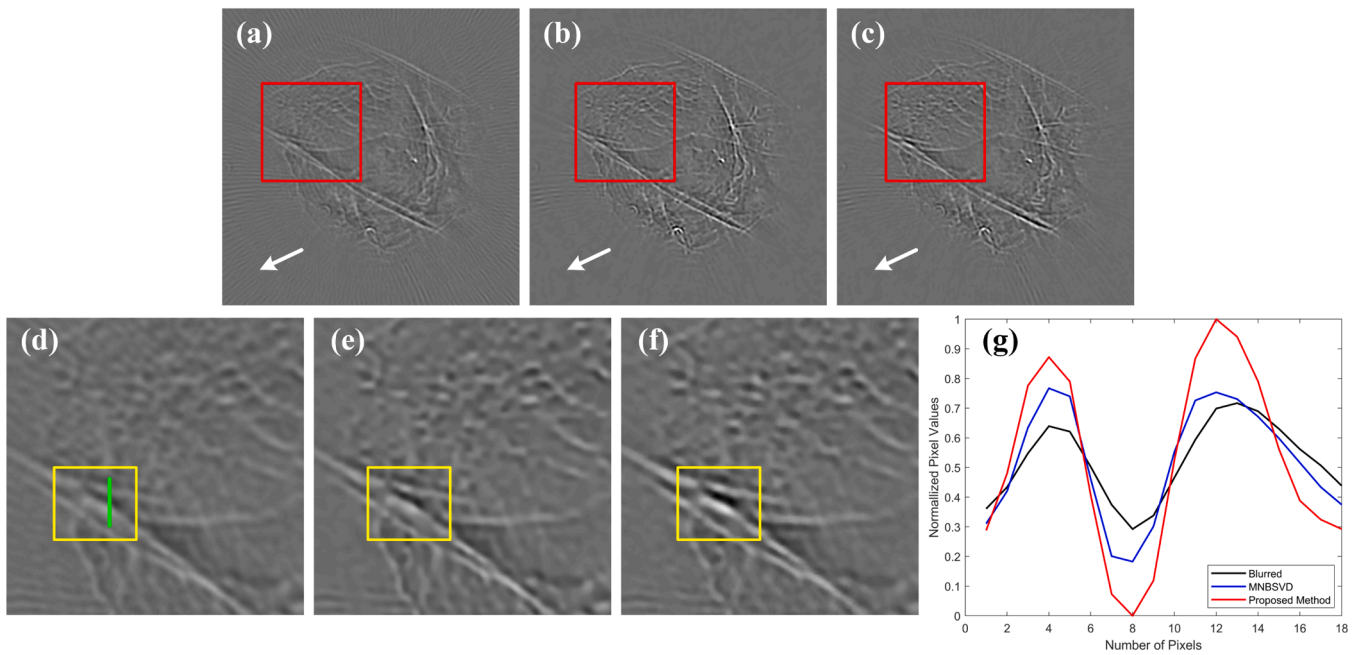 (a)
(b)
(c)
(d)
(e)
(f)
(g)
1
0.9
0.8
0.7
0.6
0.5
0.4
0.3
0.2
0.1
0
Normallized Pixel Values
Blurred
MNBSVD
Proposed Method
0 2 4 6 8 10 12 14 16 18
Number of Pixels